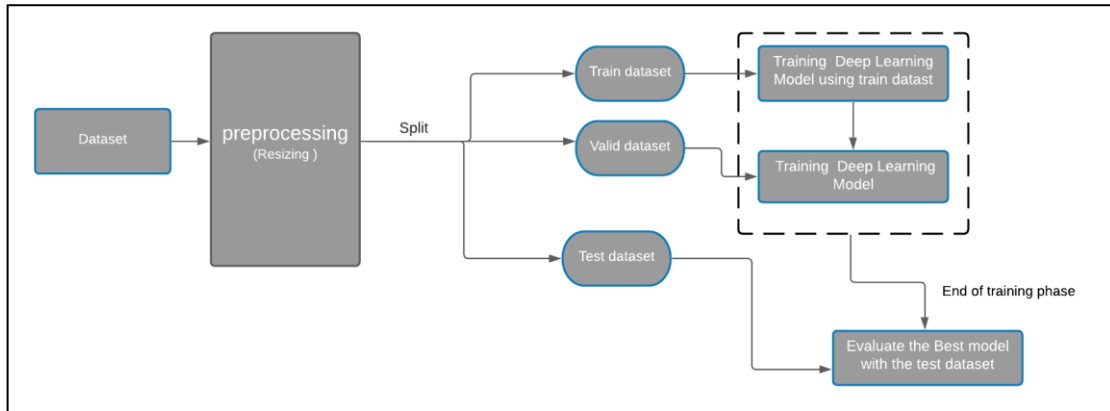 Dataset
preprocessing
(Resizing )
Split
Train dataset
Valid dataset
Test dataset
Training Deep Learning
Model using train datast
Training Deep Learning
Model
End of training phase
Evaluate the Best model
with the test dataset